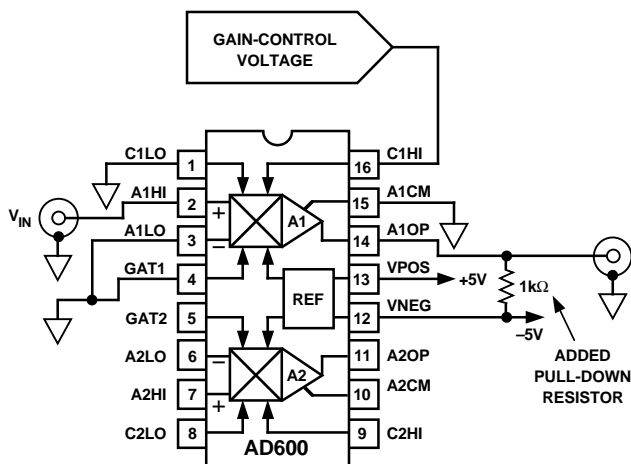 GAIN-CONTROL
VOLTAGE
C1LO
1
16
C1HI
A1HI
2
+
A1
15
A1CM
VIN
A1LO
3
–
14
A1OP
GAT1
4
REF
13
VPOS
+5V
1kΩ
GAT2
5
12
VNEG
–5V
A2LO
6
–
A2
11
A2OP
A2HI
7
+
10
A2CM
C2LO
8
9
C2HI
AD600
ADDED
PULL-DOWN
RESISTOR